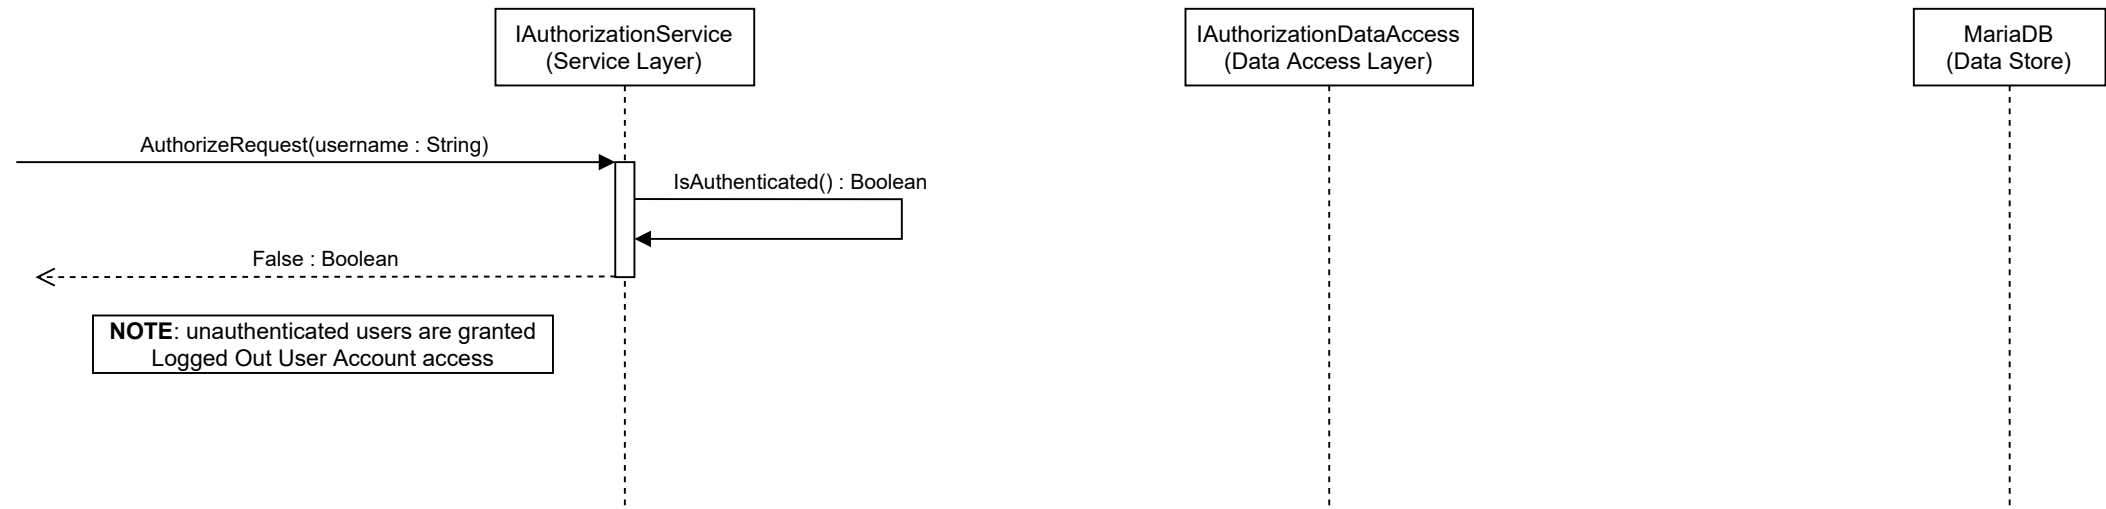 IAuthorizationService
(Service Layer)
IAuthorizationDataAccess
(Data Access Layer)
MariaDB
(Data Store)
AuthorizeRequest(username : String)
IsAuthenticated() : Boolean
False : Boolean
NOTE: unauthenticated users are granted
Logged Out User Account access